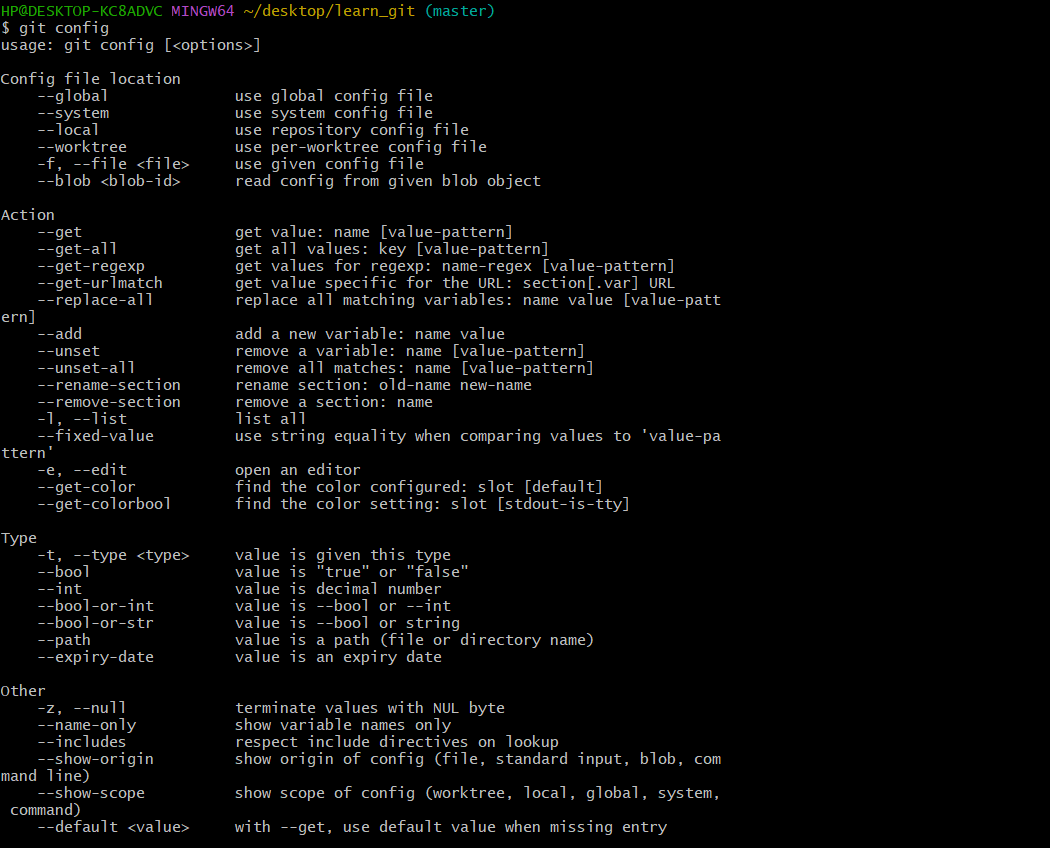 HP@DESKTOP-KC8ADVC MINGW64 ~/desktop/learn_git (master)
$ git config
usage: git config [<options>]

Config file location
    --global              use global config file
    --system              use system config file
    --local               use repository config file
    --worktree            use per-worktree config file
    -f, --file <file>     use given config file
    --blob <blob-id>      read config from given blob object

Action
    --get                 get value: name [value-pattern]
    --get-all             get all values: key [value-pattern]
    --get-regexp          get values for regexp: name-regex [value-pattern]
    --get-urlmatch        get value specific for the URL: section[.var] URL
    --replace-all         replace all matching variables: name value [value-patt
ern]
    --add                 add a new variable: name value
    --unset               remove a variable: name [value-pattern]
    --unset-all           remove all matches: name [value-pattern]
    --rename-section      rename section: old-name new-name
    --remove-section      remove a section: name
    -l, --list            list all
    --fixed-value         use string equality when comparing values to 'value-pa
ttern'
    -e, --edit            open an editor
    --get-color           find the color configured: slot [default]
    --get-colorbool       find the color setting: slot [stdout-is-tty]

Type
    -t, --type <type>     value is given this type
    --bool                value is "true" or "false"
    --int                 value is decimal number
    --bool-or-int         value is --bool or --int
    --bool-or-str         value is --bool or string
    --path                value is a path (file or directory name)
    --expiry-date         value is an expiry date

Other
    -z, --null            terminate values with NUL byte
    --name-only           show variable names only
    --includes            respect include directives on lookup
    --show-origin         show origin of config (file, standard input, blob, com
mand line)
    --show-scope          show scope of config (worktree, local, global, system,
 command)
    --default <value>     with --get, use default value when missing entry